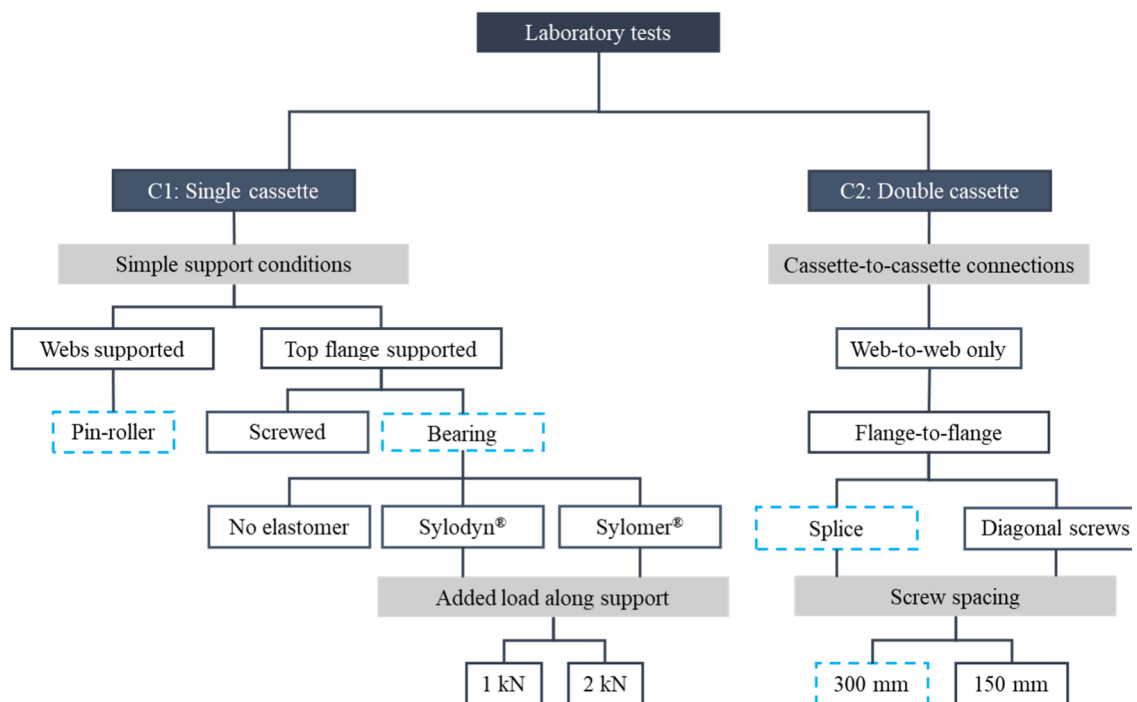 Laboratory tests
C1: Single cassette
C2: Double cassette
Simple support conditions
Cassette-to-cassette connections
Webs supported
Top flange supported
Web-to-web only
Pin-roller
Screwed
Bearing
Flange-to-flange
No elastomer
Sylodyn®
Sylomer®
Splice
Diagonal screws
Added load along support
Screw spacing
1 kN
2 kN
300 mm
150 mm